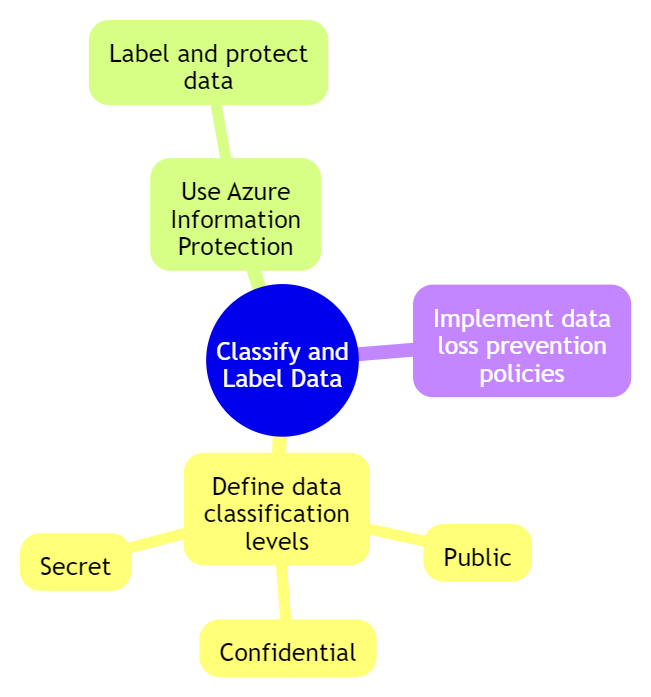 Label and protect
data
Use Azure
Information
Protection
Classify and
Label Data
Implement data
loss prevention
policies
Define data
classification
levels
Secret
Confidential
Public